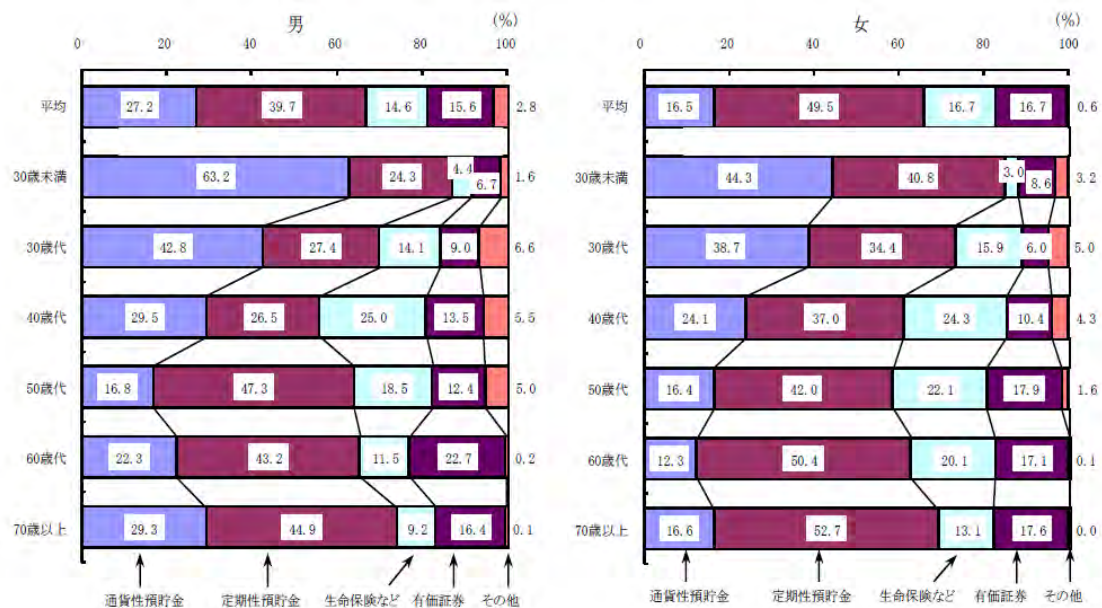 男 (%)
0 20 40 60 80 100
平均 27.2 39.7 14.6 15.6 2.8
30歳未満 63.2 24.3 4.4 6.7 1.6
30歳代 42.8 27.4 14.1 9.0 6.6
40歳代 29.5 26.5 25.0 13.5 5.5
50歳代 16.8 47.3 18.5 12.4 5.0
60歳代 22.3 43.2 11.5 22.7 0.2
70歳以上 29.3 44.9 9.2 16.4 0.1
通貨性預貯金 定期性預貯金 生命保険など 有価証券 その他
女 (%)
0 20 40 60 80 100
平均 16.5 49.5 16.7 16.7 0.6
30歳未満 44.3 40.8 3.0 8.6 3.2
30歳代 38.7 34.4 15.9 6.0 5.0
40歳代 24.1 37.0 24.3 10.4 4.3
50歳代 16.4 42.0 22.1 17.9 1.6
60歳代 12.3 50.4 20.1 17.1 0.1
70歳以上 16.6 52.7 13.1 17.6 0.0
通貨性預貯金 定期性預貯金 生命保険など 有価証券 その他